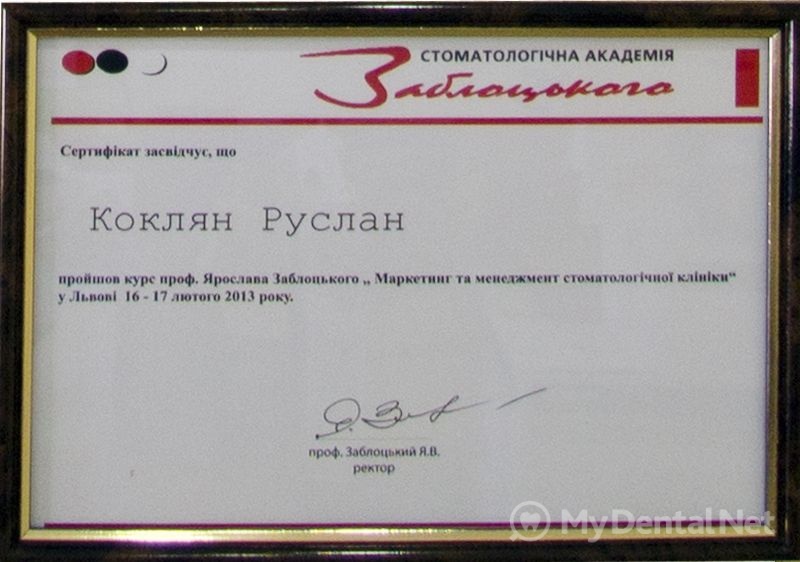 СТОМАТОЛОГІЧНА АКАДЕМІЯ
Заблоцького
Сертифікат засвідчує, що
Коклян Руслан
пройшов курс проф. Ярослава Заблоцького „ Маркетинг та менеджмент стоматологічної клініки“
у Львові 16 - 17 лютого 2013 року.
проф. Заблоцький Я.В.
ректор
MyDentalNet